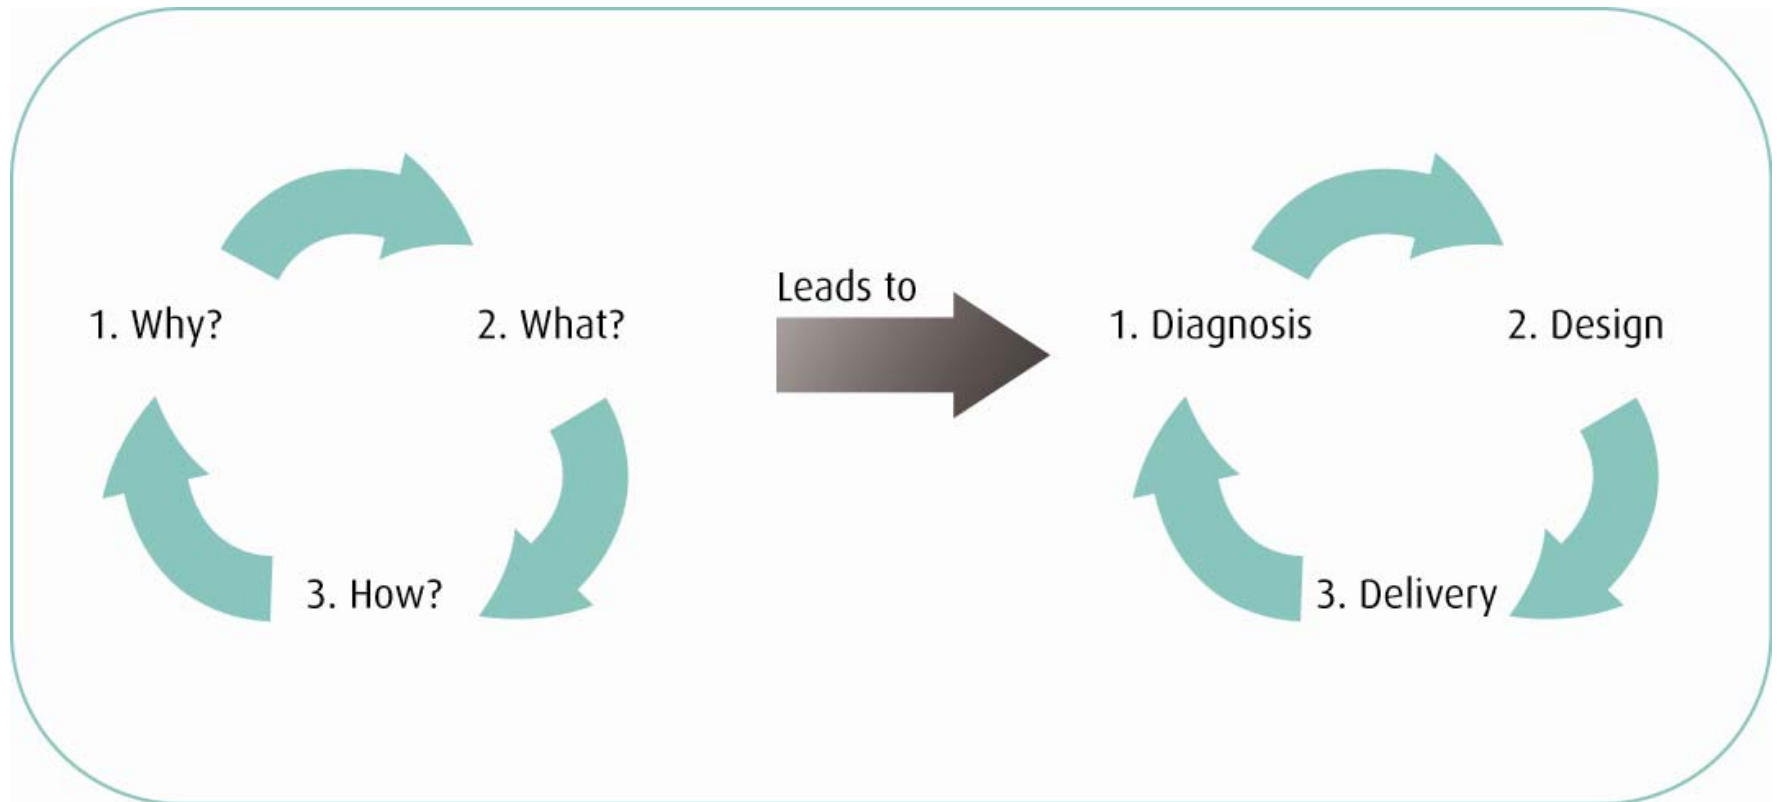 1. Why?
2. What?
3. How?
Leads to
1. Diagnosis
2. Design
3. Delivery